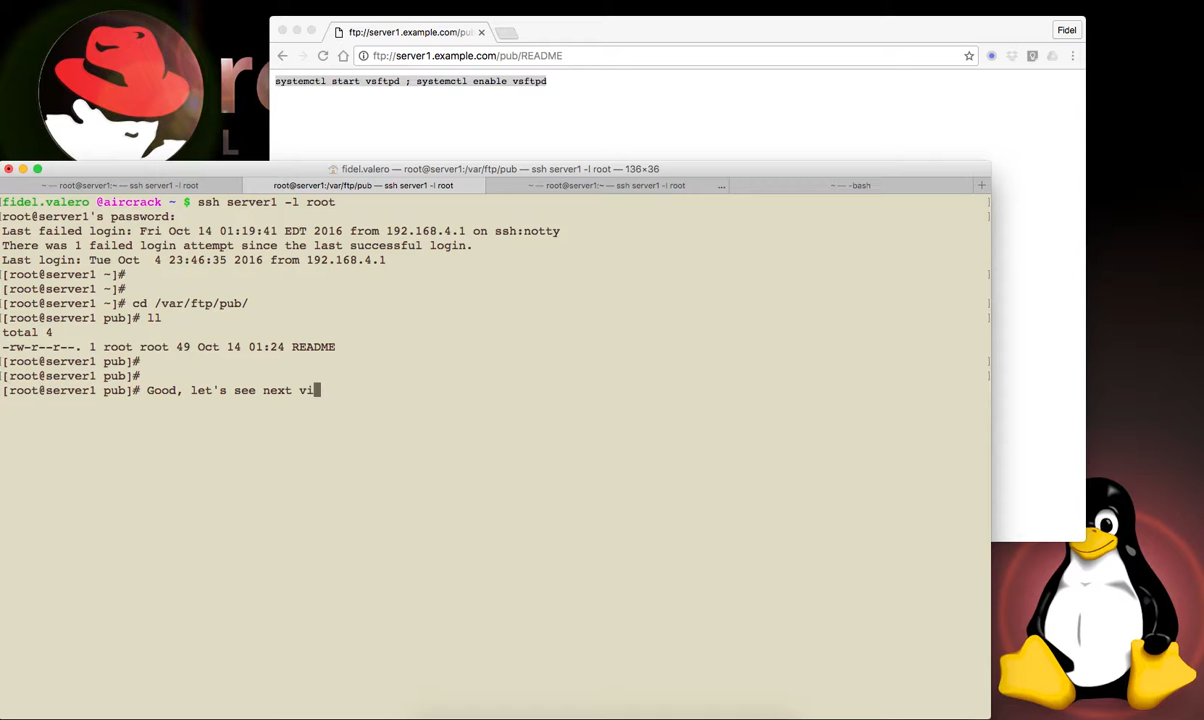 ftp://server1.example.com/pu
Fidel
ftp://server1.example.com/pub/README
systemctl start vsftpd ; systemctl enable vsftpd
L
fidel.valero — root@server1:/var/ftp/pub — ssh server1 -l root — 136×36
~ — root@server1:~ — ssh server1 -l root
root@server1:/var/ftp/pub — ssh server1 -l root
~ — root@server1:~ — ssh server1 -l root ...
~ — -bash
[fidel.valero @aircrack ~ $ ssh server1 -l root
[root@server1's password:
Last failed login: Fri Oct 14 01:19:41 EDT 2016 from 192.168.4.1 on ssh:notty
There was 1 failed login attempt since the last successful login.
Last login: Tue Oct  4 23:46:35 2016 from 192.168.4.1
[[root@server1 ~]#
[[root@server1 ~]#
[[root@server1 ~]# cd /var/ftp/pub/
[[root@server1 pub]# ll
total 4
-rw-r--r--. 1 root root 49 Oct 14 01:24 README
[[root@server1 pub]#
[[root@server1 pub]#
[root@server1 pub]# Good, let's see next vi